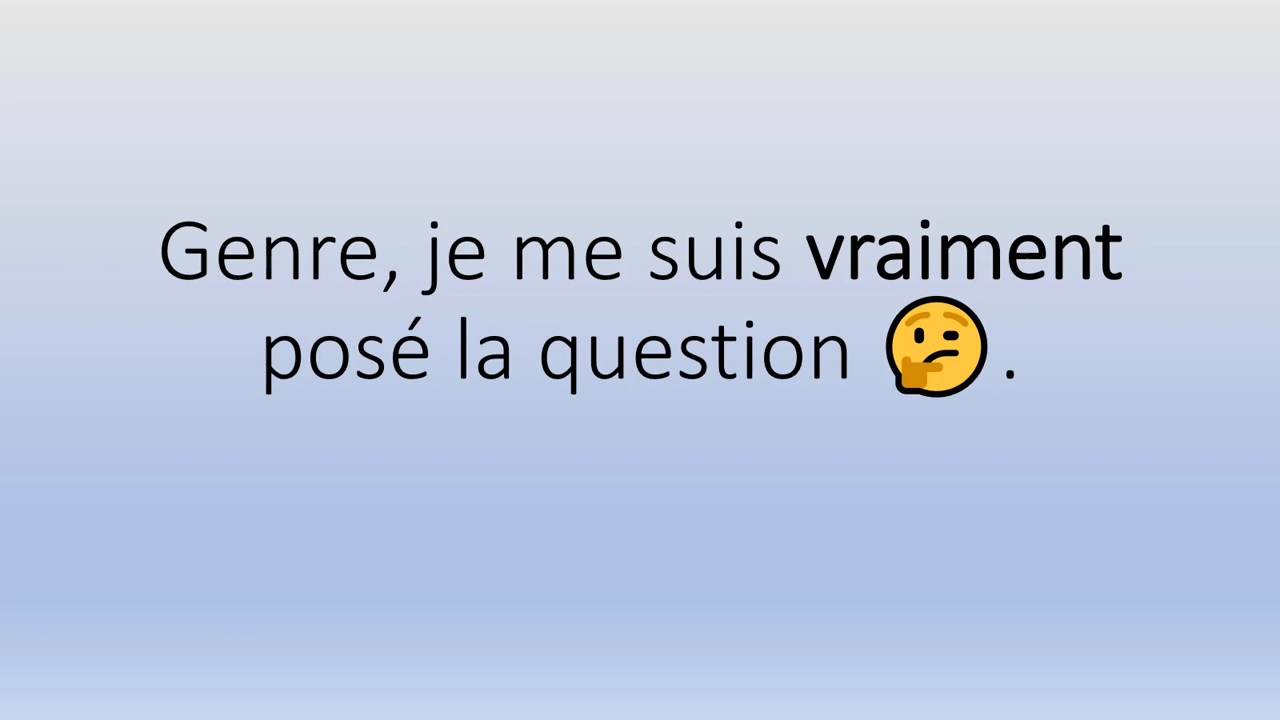 Genre, je me suis vraiment
posé la question 🤔.